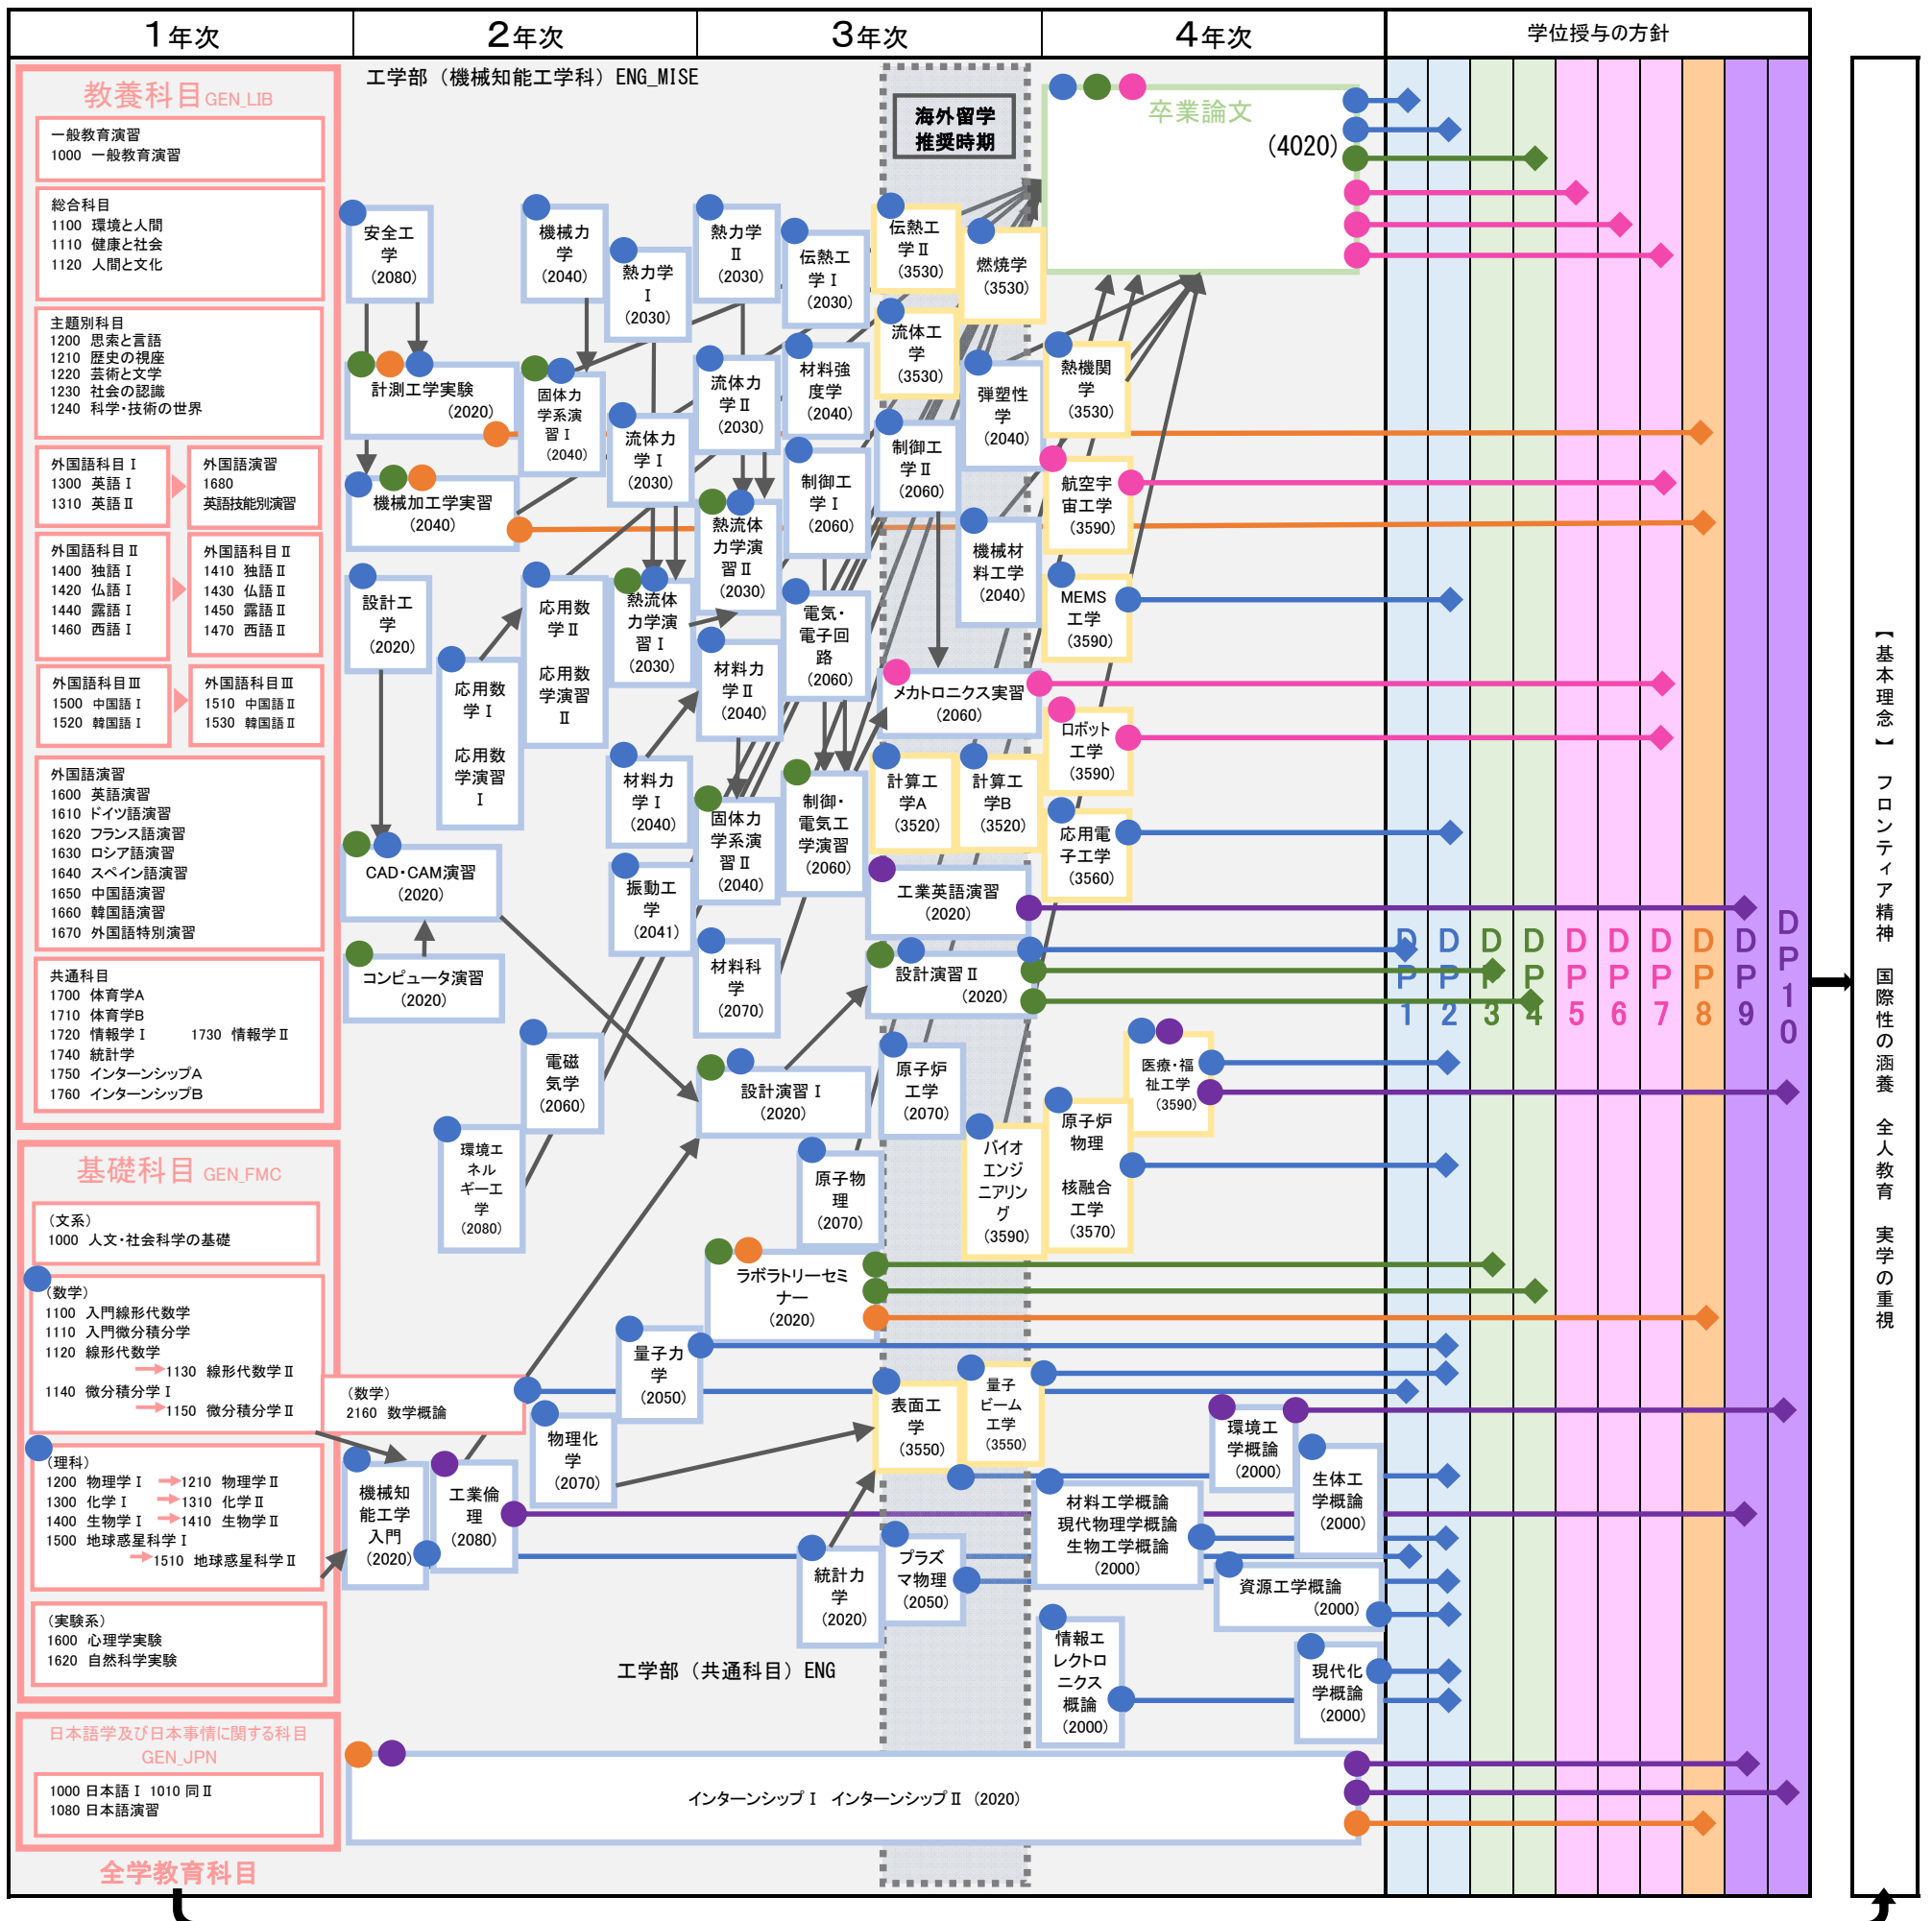 1年次
2年次
3年次
4年次
学位授与の方針
工学部（機械知能工学科）ENG_MISE
教養科目GEN_LIB
一般教育演習
1000 一般教育演習
総合科目
1100 環境と人間
1110 健康と社会
1120 人間と文化
主題別科目
1200 思索と言語
1210 歴史の視座
1220 芸術と文学
1230 社会の認識
1240 科学・技術の世界
外国語科目Ⅰ
1300 英語Ⅰ
1310 英語Ⅱ
外国語演習
1680
英語技能別演習
外国語科目Ⅱ
1400 独語Ⅰ
1420 仏語Ⅰ
1440 露語Ⅰ
1460 西語Ⅰ
外国語科目Ⅱ
1410 独語Ⅱ
1430 仏語Ⅱ
1450 露語Ⅱ
1470 西語Ⅱ
外国語科目Ⅲ
1500 中国語Ⅰ
1520 韓国語Ⅰ
外国語科目Ⅲ
1510 中国語Ⅱ
1530 韓国語Ⅱ
外国語演習
1600 英語演習
1610 ドイツ語演習
1620 フランス語演習
1630 ロシア語演習
1640 スペイン語演習
1650 中国語演習
1660 韓国語演習
1670 外国語特別演習
共通科目
1700 体育学A
1710 体育学B
1720 情報学Ⅰ 1730 情報学Ⅱ
1740 統計学
1750 インターンシップA
1760 インターンシップB
基礎科目 GEN_FMC
（文系）
1000 人文・社会科学の基礎
（数学）
1100 入門線形代数学
1110 入門微分積分学
1120 線形代数学
1130 線形代数学Ⅱ
1140 微分積分学Ⅰ
1150 微分積分学Ⅱ
（数学）
2160 数学概論
（理科）
1200 物理学Ⅰ 1210 物理学Ⅱ
1300 化学Ⅰ 1310 化学Ⅱ
1400 生物学Ⅰ 1410 生物学Ⅱ
1500 地球惑星科学Ⅰ
1510 地球惑星科学Ⅱ
（実験系）
1600 心理学実験
1620 自然科学実験
日本語学及び日本事情に関する科目
GEN_JPN
1000 日本語Ⅰ 1010 同Ⅱ
1080 日本語演習
全学教育科目
安全工
学
(2080)
計測工学実験
(2020)
機械加工学実習
(2040)
設計工
学
(2020)
CAD・CAM演習
(2020)
コンピュータ演習
(2020)
機械知
能工学
入門
(2020)
工業倫
理
(2080)
応用数
学Ⅰ
応用数
学演習
Ⅰ
環境エ
ネル
ギー工
学
(2080)
機械力
学
(2040)
固体力
学系演
習Ⅰ
(2040)
応用数
学Ⅱ
応用数
学演習
Ⅱ
電磁
気学
(2060)
物理化
学
(2070)
熱力学
Ⅰ
(2030)
流体力
学Ⅰ
(2030)
熱流体
力学演
習Ⅰ
(2030)
材料力
学Ⅰ
(2040)
振動工
学
(2041)
量子力
学
(2050)
熱力学
Ⅱ
(2030)
流体力
学Ⅱ
(2030)
熱流体
力学演
習Ⅱ
(2030)
材料力
学Ⅱ
(2040)
固体力
学系演
習Ⅱ
(2040)
材料科
学
(2070)
設計演習Ⅰ
(2020)
ラボラトリーセミ
ナー
(2020)
伝熱工
学Ⅰ
(2030)
材料強
度学
(2040)
制御工
学Ⅰ
(2060)
電気・
電子回
路
(2060)
制御・
電気工
学演習
(2060)
原子物
理
(2070)
統計力
学
(2020)
海外留学
推奨時期
伝熱工
学Ⅱ
(3530)
流体工
学
(3530)
制御工
学Ⅱ
(2060)
メカトロニクス実習
(2060)
計算工
学A
(3520)
計算工
学B
(3520)
工業英語演習
(2020)
設計演習Ⅱ
(2020)
原子炉
工学
(2070)
表面工
学
(3550)
プラズ
マ物理
(2050)
燃焼学
(3530)
弾塑性
学
(2040)
機械材
料工学
(2040)
バイオ
エンジ
ニアリン
グ
(3590)
量子
ビーム
工学
(3550)
卒業論文
(4020)
熱機関
学
(3530)
航空宇
宙工学
(3590)
MEMS
工学
(3590)
ロボット
工学
(3590)
応用電
子工学
(3560)
医療・福
祉工学
(3590)
原子炉
物理
核融合
工学
(3570)
環境工
学概論
(2000)
生体工
学概論
(2000)
材料工学概論
現代物理学概論
生物工学概論
(2000)
資源工学概論
(2000)
情報エ
レクトロ
ニクス
概論
(2000)
現代化
学概論
(2000)
工学部（共通科目）ENG
インターンシップⅠ インターンシップⅡ (2020)
DP1
DP2
DP3
DP4
DP5
DP6
DP7
DP8
DP9
DP10
【基本理念】 フロンティア精神 国際性の涵養 全人教育 実学の重視